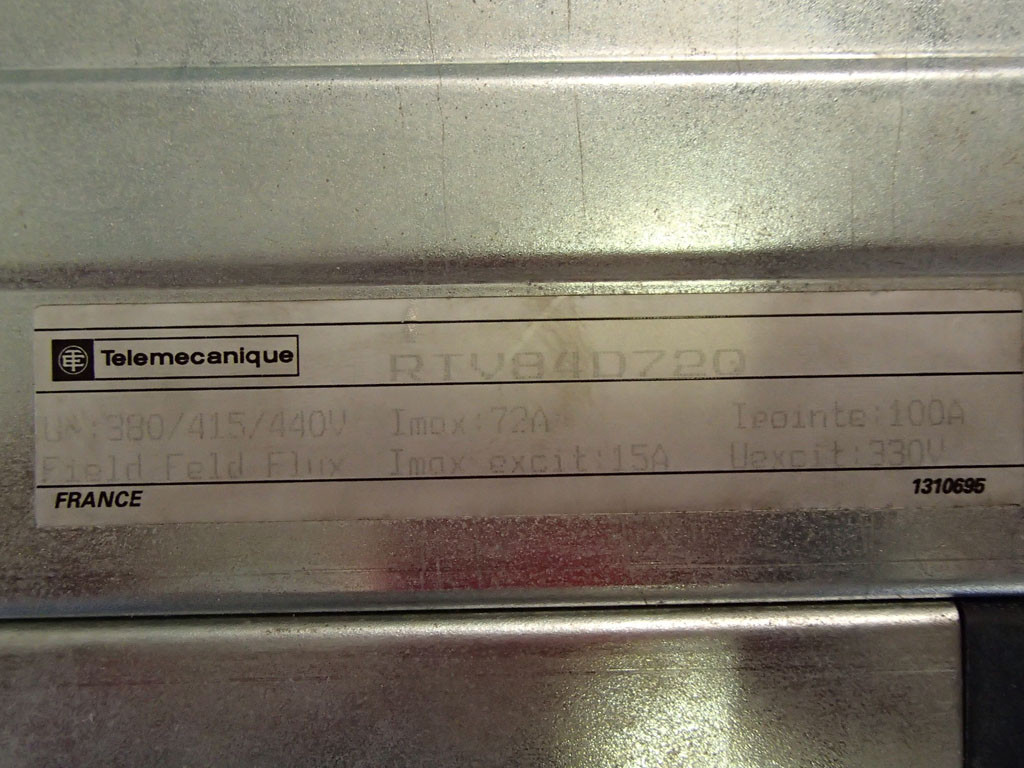 Telemecanique RTV84D72Q
U~:380/415/440V Imax:72A Ipointe:100A
Field Feld Flux Imax excit:15A Uexcit:330V
FRANCE 1310695